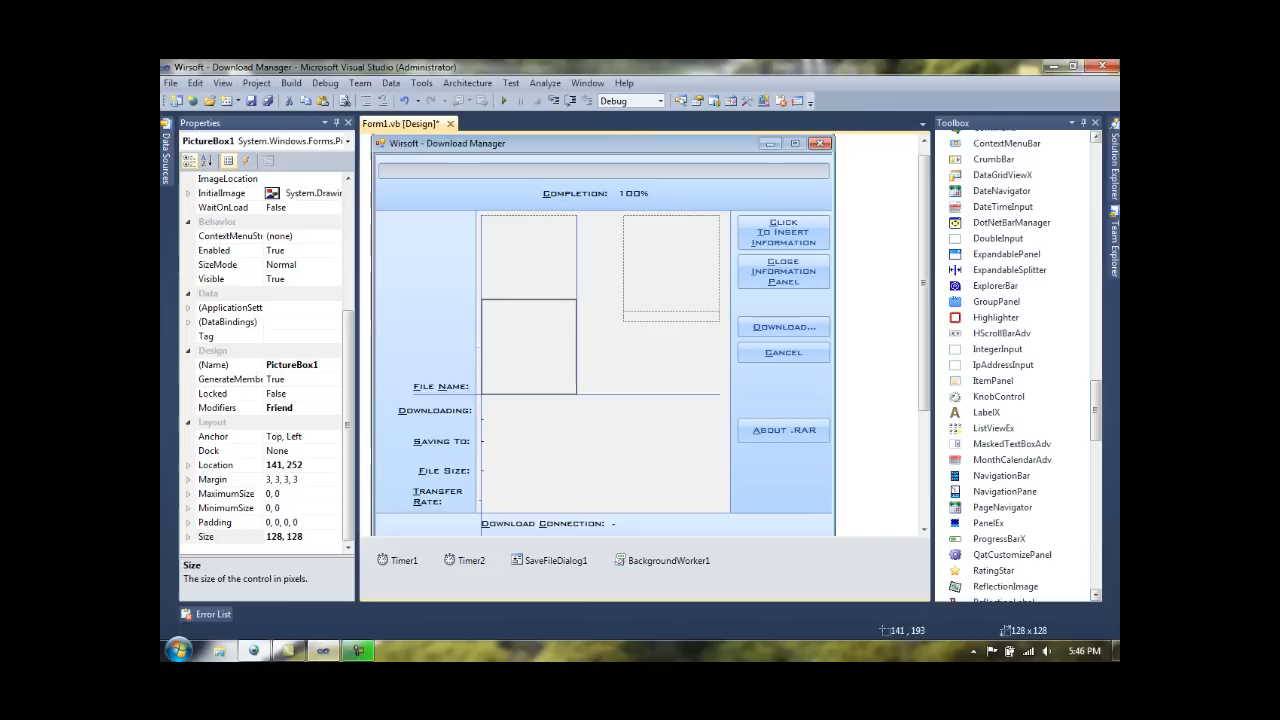 Wirsoft - Download Manager - Microsoft Visual Studio (Administrator)
File Edit View Project Build Debug Team Data Tools Architecture Test Analyze Window Help
Debug
Properties
PictureBox1 System.Windows.Forms.P
ImageLocation
InitialImage System.Drawin
WaitOnLoad False
Behavior
ContextMenuStr (none)
Enabled True
SizeMode Normal
Visible True
Data
(ApplicationSett
(DataBindings)
Tag
Design
(Name) PictureBox1
GenerateMembe True
Locked False
Modifiers Friend
Layout
Anchor Top, Left
Dock None
Location 141, 252
Margin 3, 3, 3, 3
MaximumSize 0, 0
MinimumSize 0, 0
Padding 0, 0, 0, 0
Size 128, 128
Size
The size of the control in pixels.
Error List
Data Sources
Form1.vb [Design]*
Wirsoft - Download Manager
Completion: 100%
Click
To Insert
Information
Close
Information
Panel
Download...
Cancel
About .RAR
File Name:
Downloading:
Saving To:
File Size:
Transfer
Rate:
Download Connection: -
Timer1 Timer2 SaveFileDialog1 BackgroundWorker1
Toolbox
ContextMenuBar
CrumbBar
DataGridViewX
DateNavigator
DateTimeInput
DotNetBarManager
DoubleInput
ExpandablePanel
ExpandableSplitter
ExplorerBar
GroupPanel
Highlighter
HScrollBarAdv
IntegerInput
IpAddressInput
ItemPanel
KnobControl
LabelX
ListViewEx
MaskedTextBoxAdv
MonthCalendarAdv
NavigationBar
NavigationPane
PageNavigator
PanelEx
ProgressBarX
QatCustomizePanel
RatingStar
ReflectionImage
Solution Explorer
Team Explorer
141 , 193 128 x 128
5:46 PM